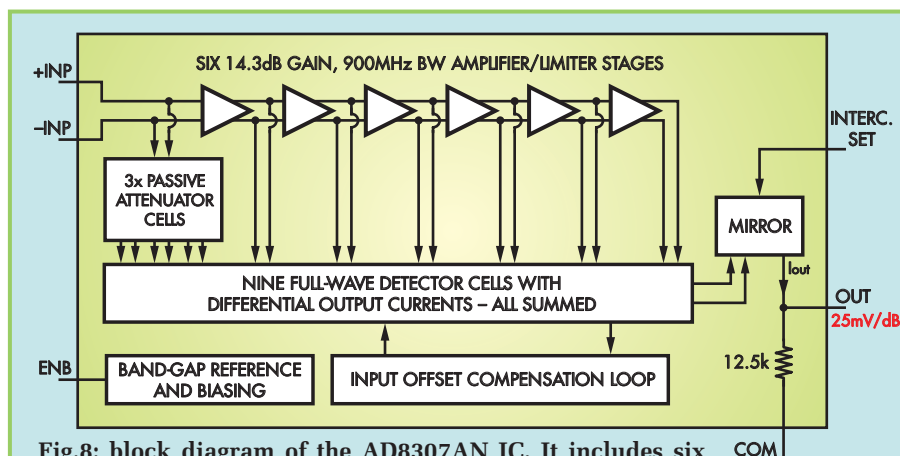 SIX 14.3dB GAIN, 900MHz BW AMPLIFIER/LIMITER STAGES
+INP
–INP
INTERC.
SET
3x PASSIVE
ATTENUATOR
CELLS
MIRROR
NINE FULL-WAVE DETECTOR CELLS WITH
DIFFERENTIAL OUTPUT CURRENTS – ALL SUMMED
Iout
OUT
25mV/dB
ENB
BAND-GAP REFERENCE
AND BIASING
INPUT OFFSET COMPENSATION LOOP
12.5k
COM
Fig.8: block diagram of the AD8307AN IC. It includes six